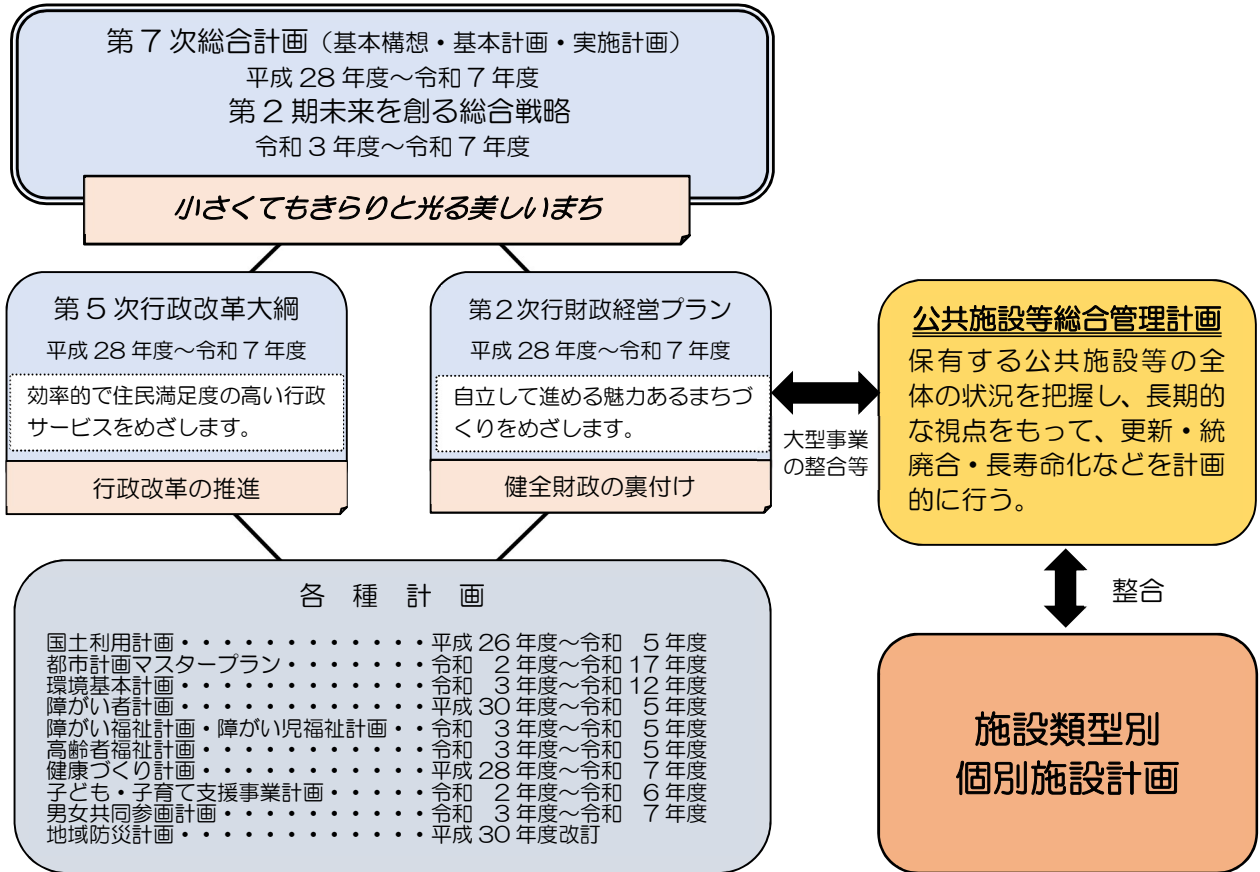 第７次総合計画（基本構想・基本計画・実施計画）
平成 28 年度～令和 7 年度
第２期未来を創る総合戦略
令和 3 年度～令和 7 年度
小さくてもきらりと光る美しいまち
第５次行政改革大綱
平成 28 年度～令和 7 年度
効率的で住民満足度の高い行政
サービスをめざします。
行政改革の推進
第２次行財政経営プラン
平成 28 年度～令和 7 年度
自立して進める魅力あるまちづ
くりをめざします。
健全財政の裏付け
大型事業
の整合等
公共施設等総合管理計画
保有する公共施設等の全
体の状況を把握し、長期的
な視点をもって、更新・統
廃合・長寿命化などを計画
的に行う。
整合
施設類型別
個別施設計画
各　種　計　画
国土利用計画・・・・・・・・・・・・平成 26 年度～令和　5 年度
都市計画マスタープラン・・・・・・・令和　2 年度～令和 17 年度
環境基本計画・・・・・・・・・・・・令和　3 年度～令和 12 年度
障がい者計画・・・・・・・・・・・・平成 30 年度～令和　5 年度
障がい福祉計画・障がい児福祉計画・・令和　3 年度～令和　5 年度
高齢者福祉計画・・・・・・・・・・・令和　3 年度～令和　5 年度
健康づくり計画・・・・・・・・・・・平成 28 年度～令和　7 年度
子ども・子育て支援事業計画・・・・・令和　2 年度～令和　6 年度
男女共同参画計画・・・・・・・・・・令和　3 年度～令和　7 年度
地域防災計画・・・・・・・・・・・・平成 30 年度改訂